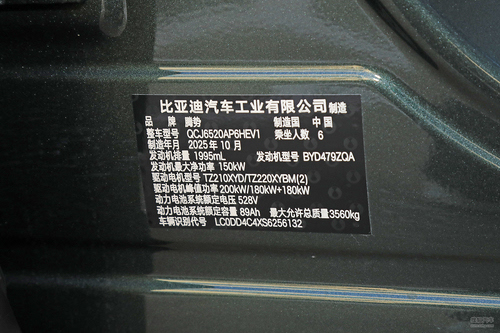 比亚迪汽车工业有限公司 制造
品牌 腾势 制造国 中国
整车型号 QCJ6520AP6HEV1 乘坐人数 6
制造年月 2025年10月
发动机排量 1995mL 发动机型号 BYD479ZQA
发动机最大净功率 150kW
驱动电机型号 TZ210XYD/TZ220XYBM(2)
驱动电机峰值功率 200kW/180kW+180kW
动力电池系统额定电压 528V
动力电池系统额定容量 89Ah 最大允许总质量 3560kg
车辆识别代号 LC0DD4C4XS6256132